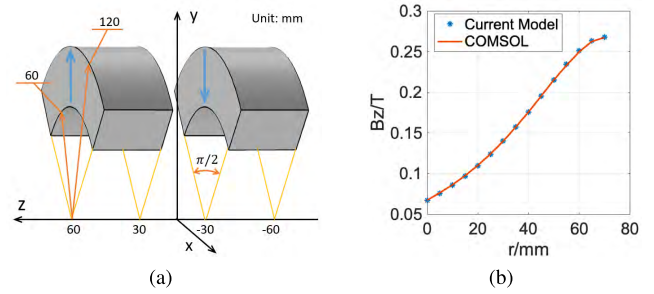 120
y
Unit: mm
60
π/2
z
60
30
-30
-60
x
(a)
0.3
0.25
0.2
0.15
0.1
0.05
Bz/T
Current Model
COMSOL
0
20
40
60
80
r/mm
(b)